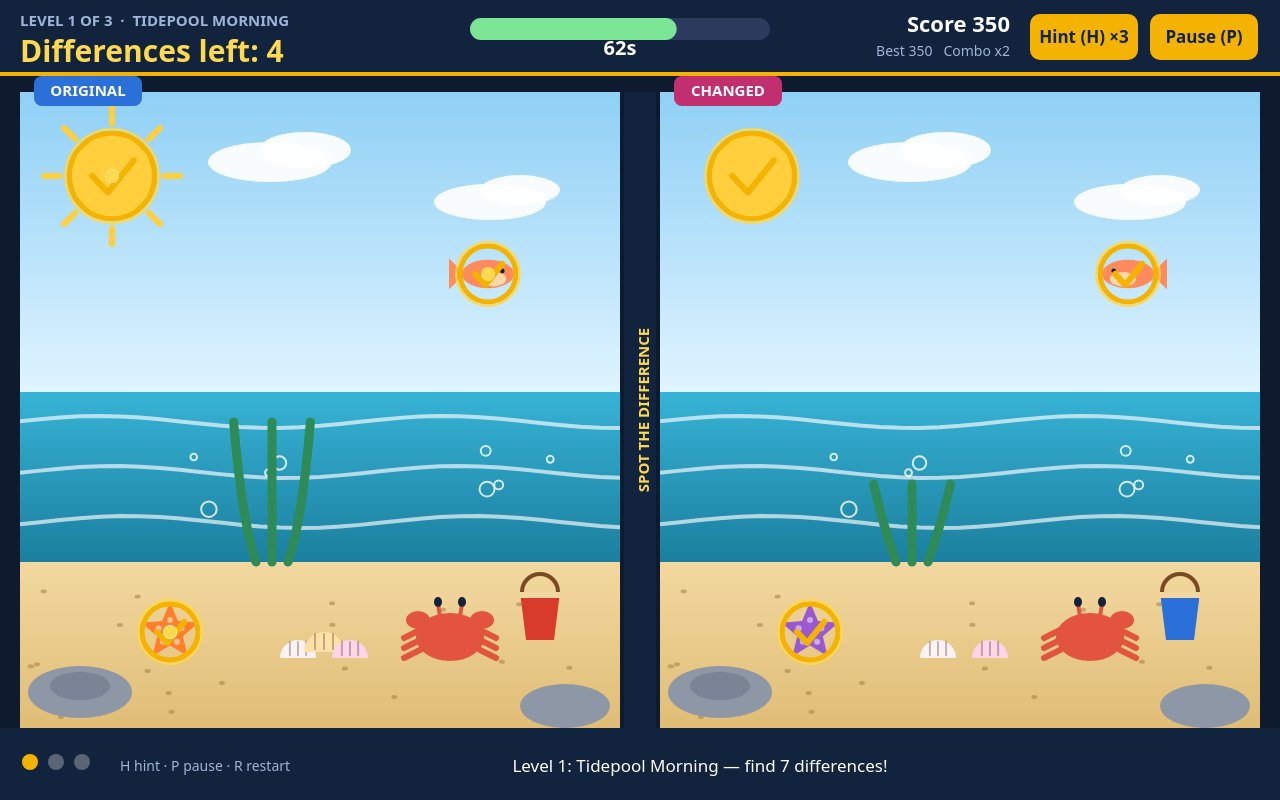 LEVEL 1 OF 3 · TIDEPOOL MORNING
Differences left: 4
62s
Score 350
Best 350 Combo x2
Hint (H) ×3
Pause (P)
ORIGINAL
CHANGED
SPOT THE DIFFERENCE
H hint · P pause · R restart
Level 1: Tidepool Morning — find 7 differences!